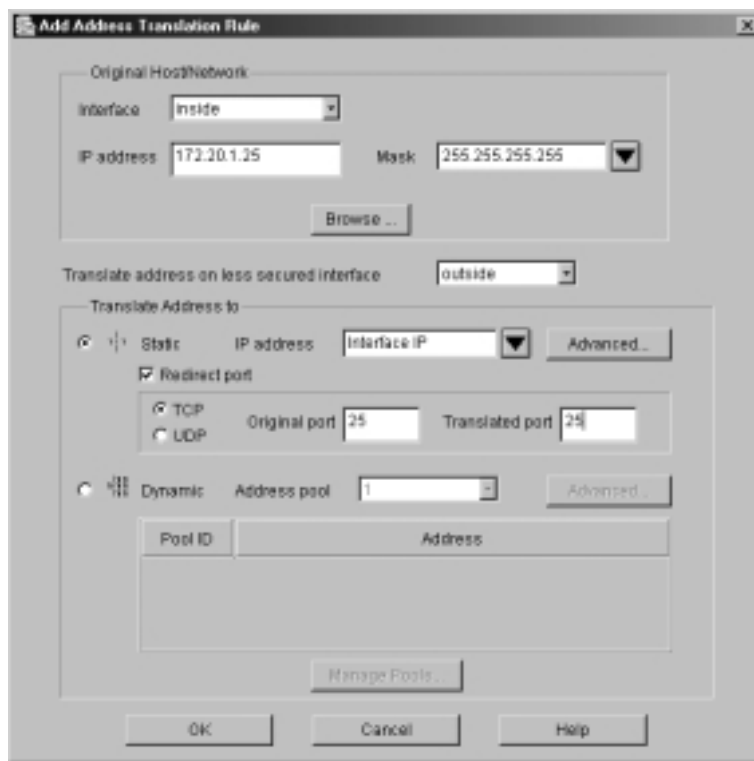 Add Address Translation Rule
Original Host/Network
Interface inside
IP address 172.20.1.25 Mask 255.255.255.255
Browse ...
Translate address on less secured interface outside
Translate Address to
Static IP address Interface IP Advanced...
Redirect port
TCP
UDP
Original port 25 Translated port 25
Dynamic Address pool 1 Advanced...
Pool ID Address
Manage Pools...
OK Cancel Help